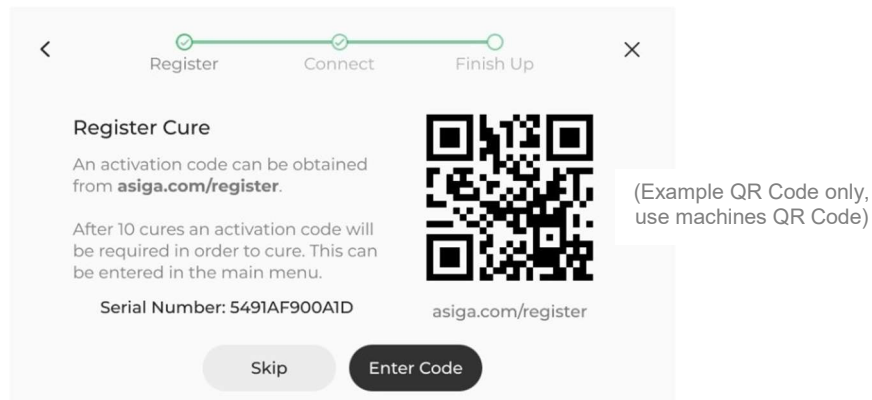 Register
Connect
Finish Up
Register Cure
An activation code can be obtained
from asiga.com/register.
After 10 cures an activation code will
be required in order to cure. This can
be entered in the main menu.
Serial Number: 5491AF900A1D
asiga.com/register
(Example QR Code only,
use machines QR Code)
Skip
Enter Code